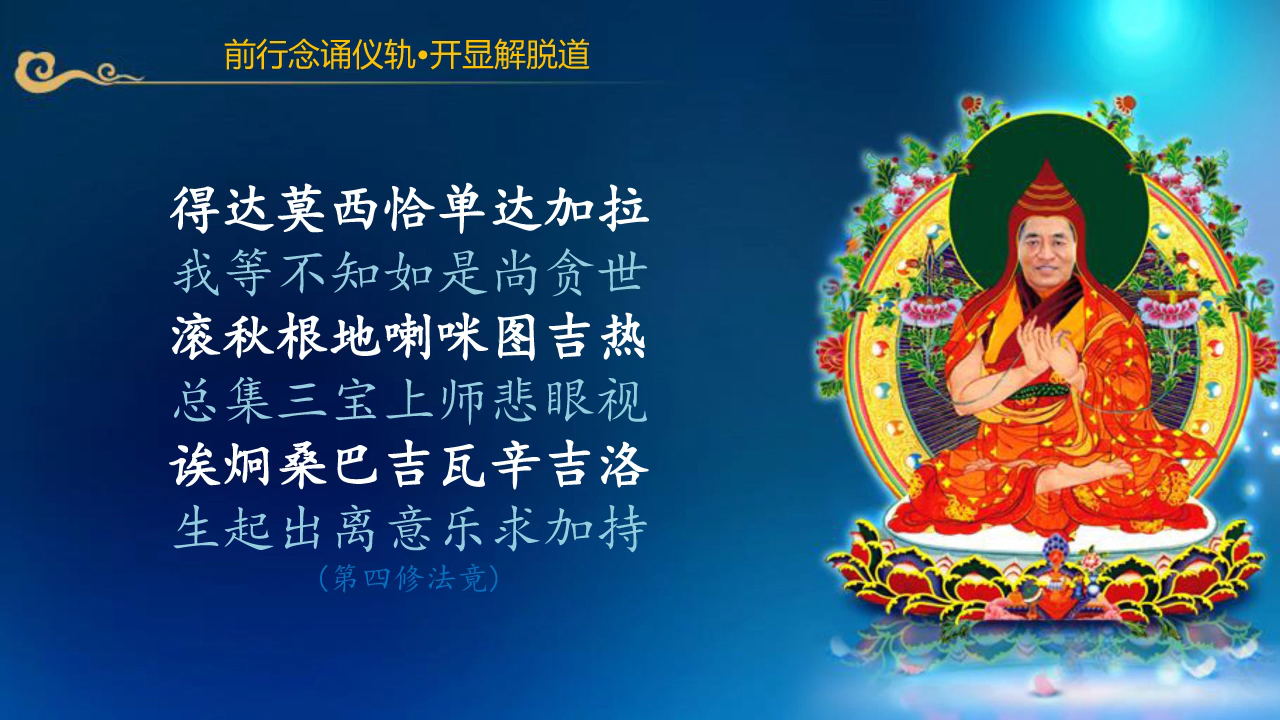 前行念诵仪轨•开显解脱道
得达莫西恰单达加拉
我等不知如是尚贪世
滚秋根地喇咪图吉热
总集三宝上师悲眼视
诶炯桑巴吉瓦辛吉洛
生起出离意乐求加持
（第四修法竟）